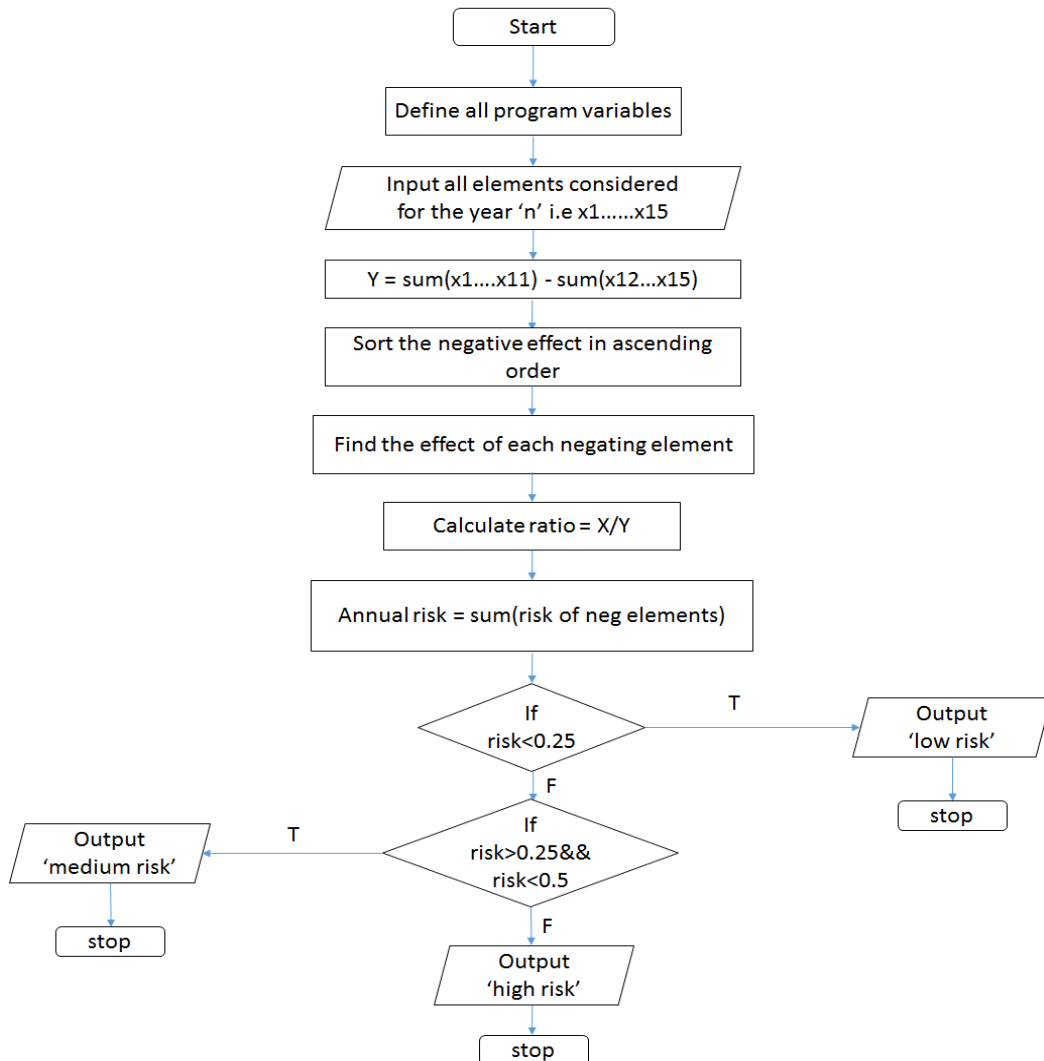 Start
Define all program variables
Input all elements considered
for the year ‘n’ i.e x1......x15
Y = sum(x1....x11) - sum(x12...x15)
Sort the negative effect in ascending
order
Find the effect of each negating element
Calculate ratio = X/Y
Annual risk = sum(risk of neg elements)
If
risk<0.25
T
Output
‘low risk’
stop
F
If
risk>0.25&&
risk<0.5
T
Output
‘medium risk’
stop
F
Output
‘high risk’
stop